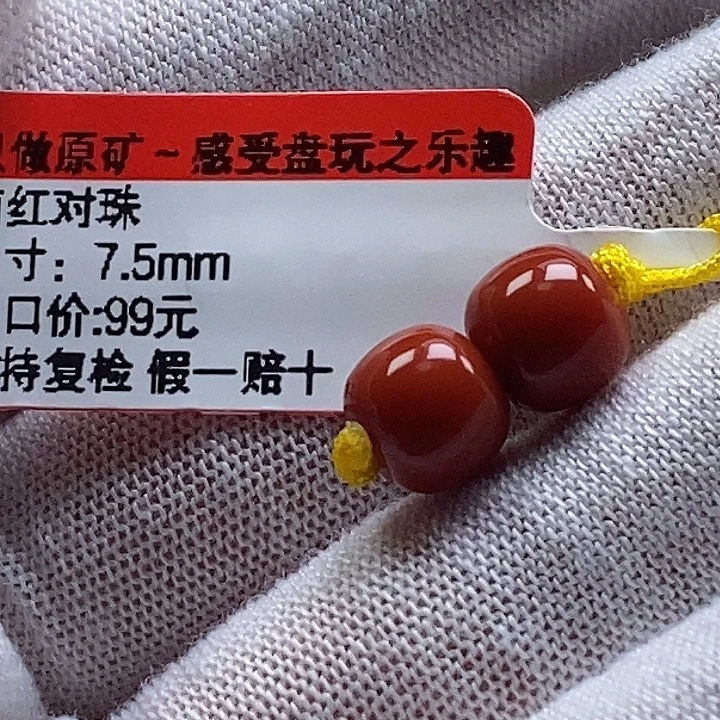 做原矿~感受盘玩之乐趣
红对珠
寸：7.5mm
口价:99元
持复检 假一赔十